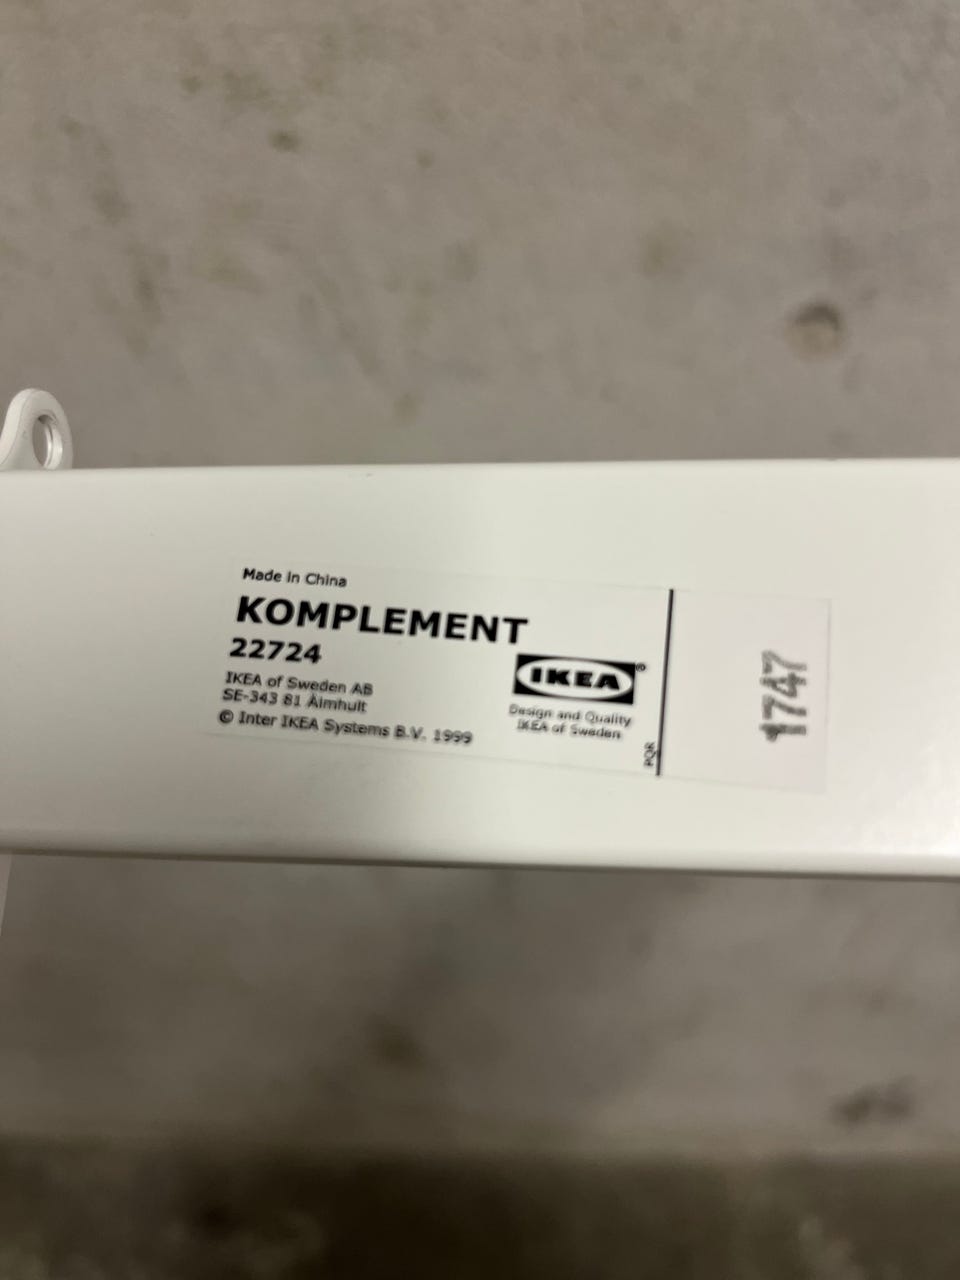 Made in China
KOMPLEMENT
22724
IKEA of Sweden AB
SE-343 81 Älmhult
© Inter IKEA Systems B.V. 1999
IKEA®
Design and Quality
IKEA of Sweden
PQR
1747